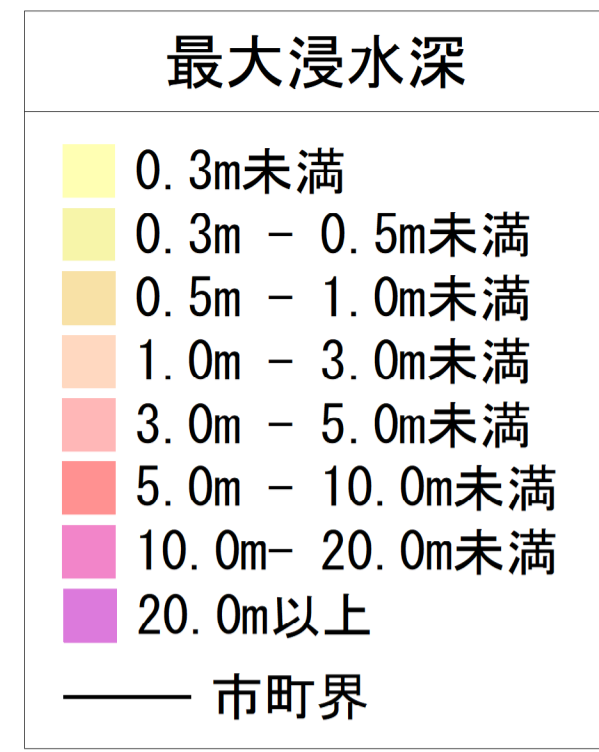 最大浸水深
0.3m未満
0.3m － 0.5m未満
0.5m － 1.0m未満
1.0m － 3.0m未満
3.0m － 5.0m未満
5.0m － 10.0m未満
10.0m－ 20.0m未満
20.0m以上
市町界